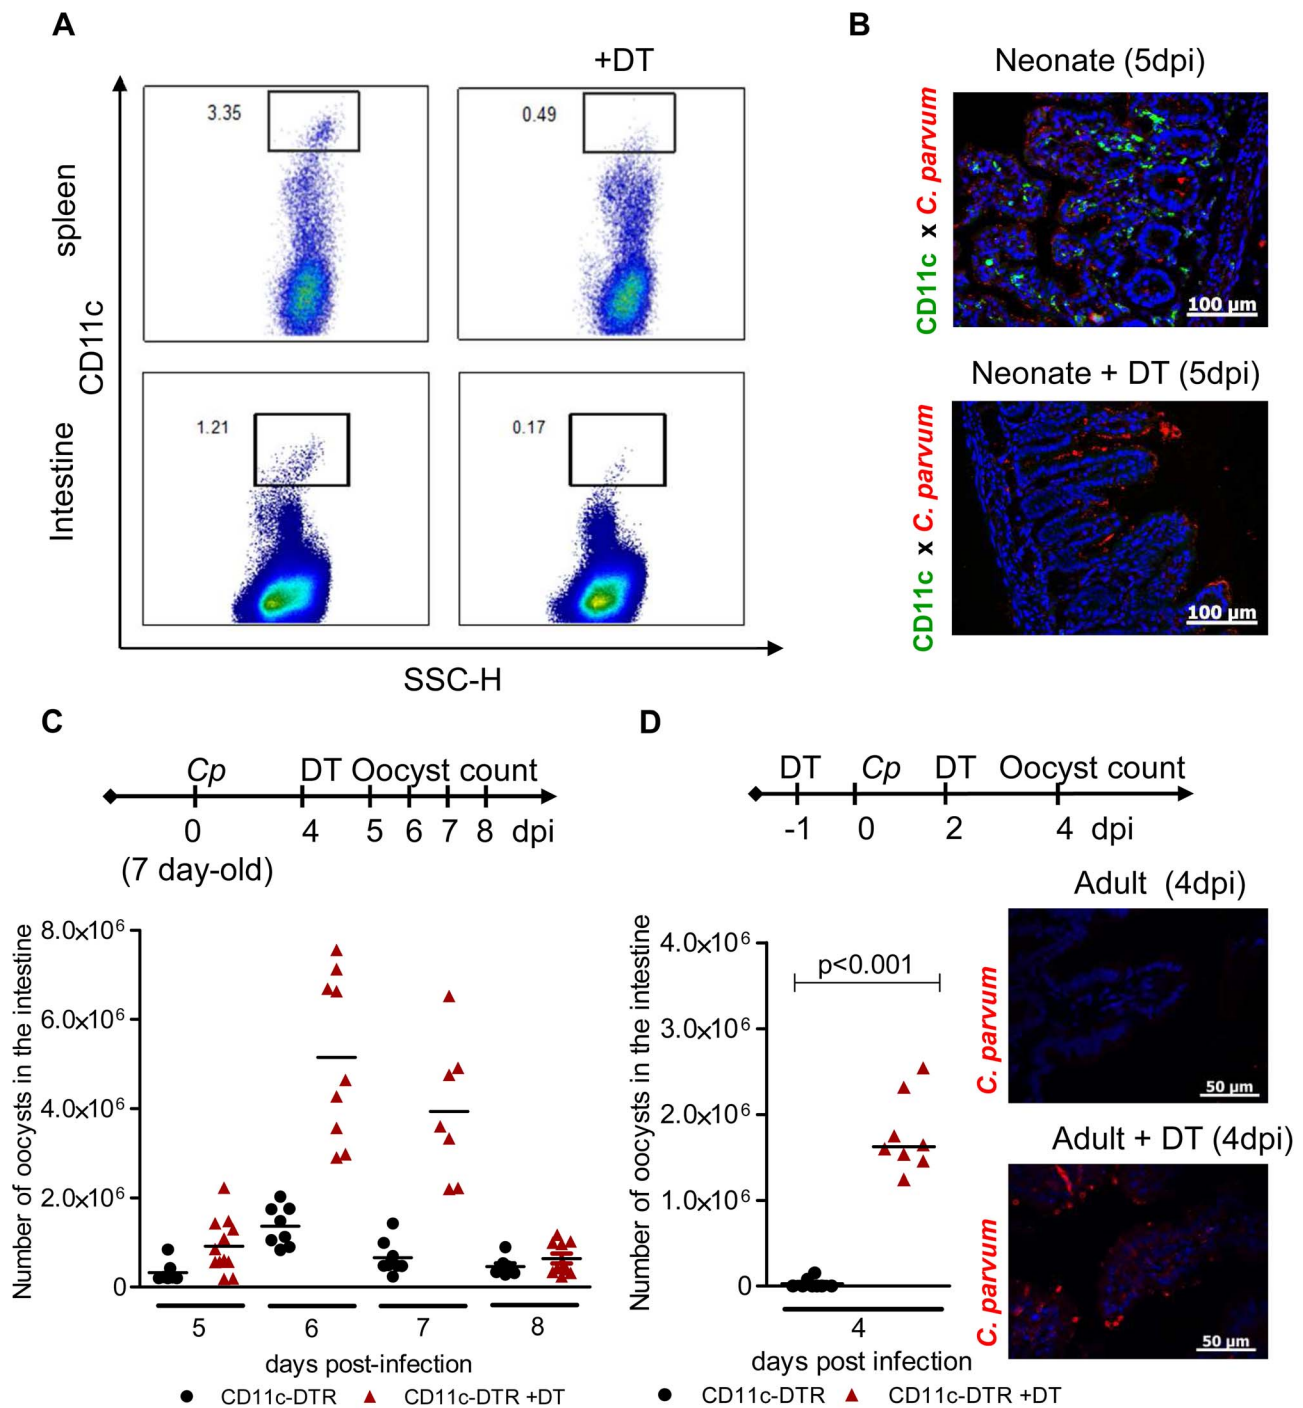 A
+DT
3.35
0.49
spleen
CD11c
1.21
0.17
Intestine
SSC-H
B
Neonate (5dpi)
CD11c x C. parvum
100 µm
Neonate + DT (5dpi)
CD11c x C. parvum
100 µm
C
Cp DT Oocyst count
0 4 5 6 7 8 dpi
(7 day-old)
Number of oocysts in the intestine
8.0x10⁶
6.0x10⁶
4.0x10⁶
2.0x10⁶
0
5 6 7 8
days post-infection
CD11c-DTR CD11c-DTR +DT
D
DT Cp DT Oocyst count
-1 0 2 4 dpi
Number of oocysts in the intestine
4.0x10⁶
3.0x10⁶
2.0x10⁶
1.0x10⁶
0
p<0.001
4
days post infection
CD11c-DTR CD11c-DTR +DT
Adult (4dpi)
C. parvum
50 µm
Adult + DT (4dpi)
C. parvum
50 µm